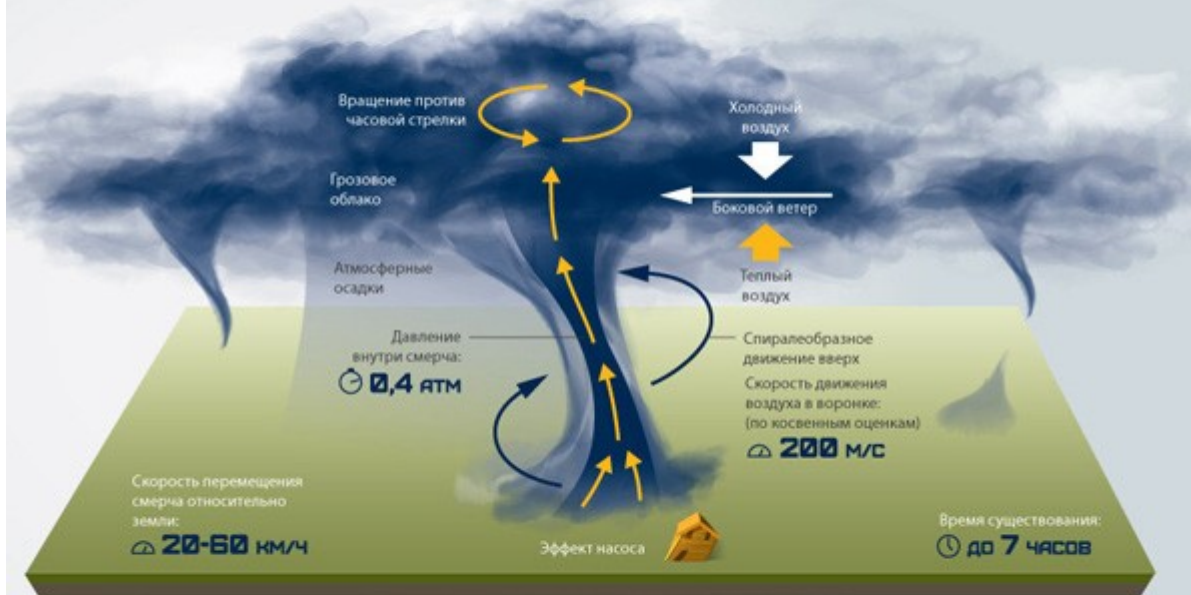 Вращение против
часовой стрелки
Холодный
воздух
Грозовое
облако
Боковой ветер
Атмосферные
осадки
Теплый
воздух
Давление
внутри смерча:
0,4 АТМ
Спиралеобразное
движение вверх
Скорость движения
воздуха в воронке:
(по косвенным оценкам)
200 М/С
Скорость перемещения
смерча относительно
земли:
20-60 КМ/Ч
Эффект насоса
Время существования:
ДО 7 ЧАСОВ